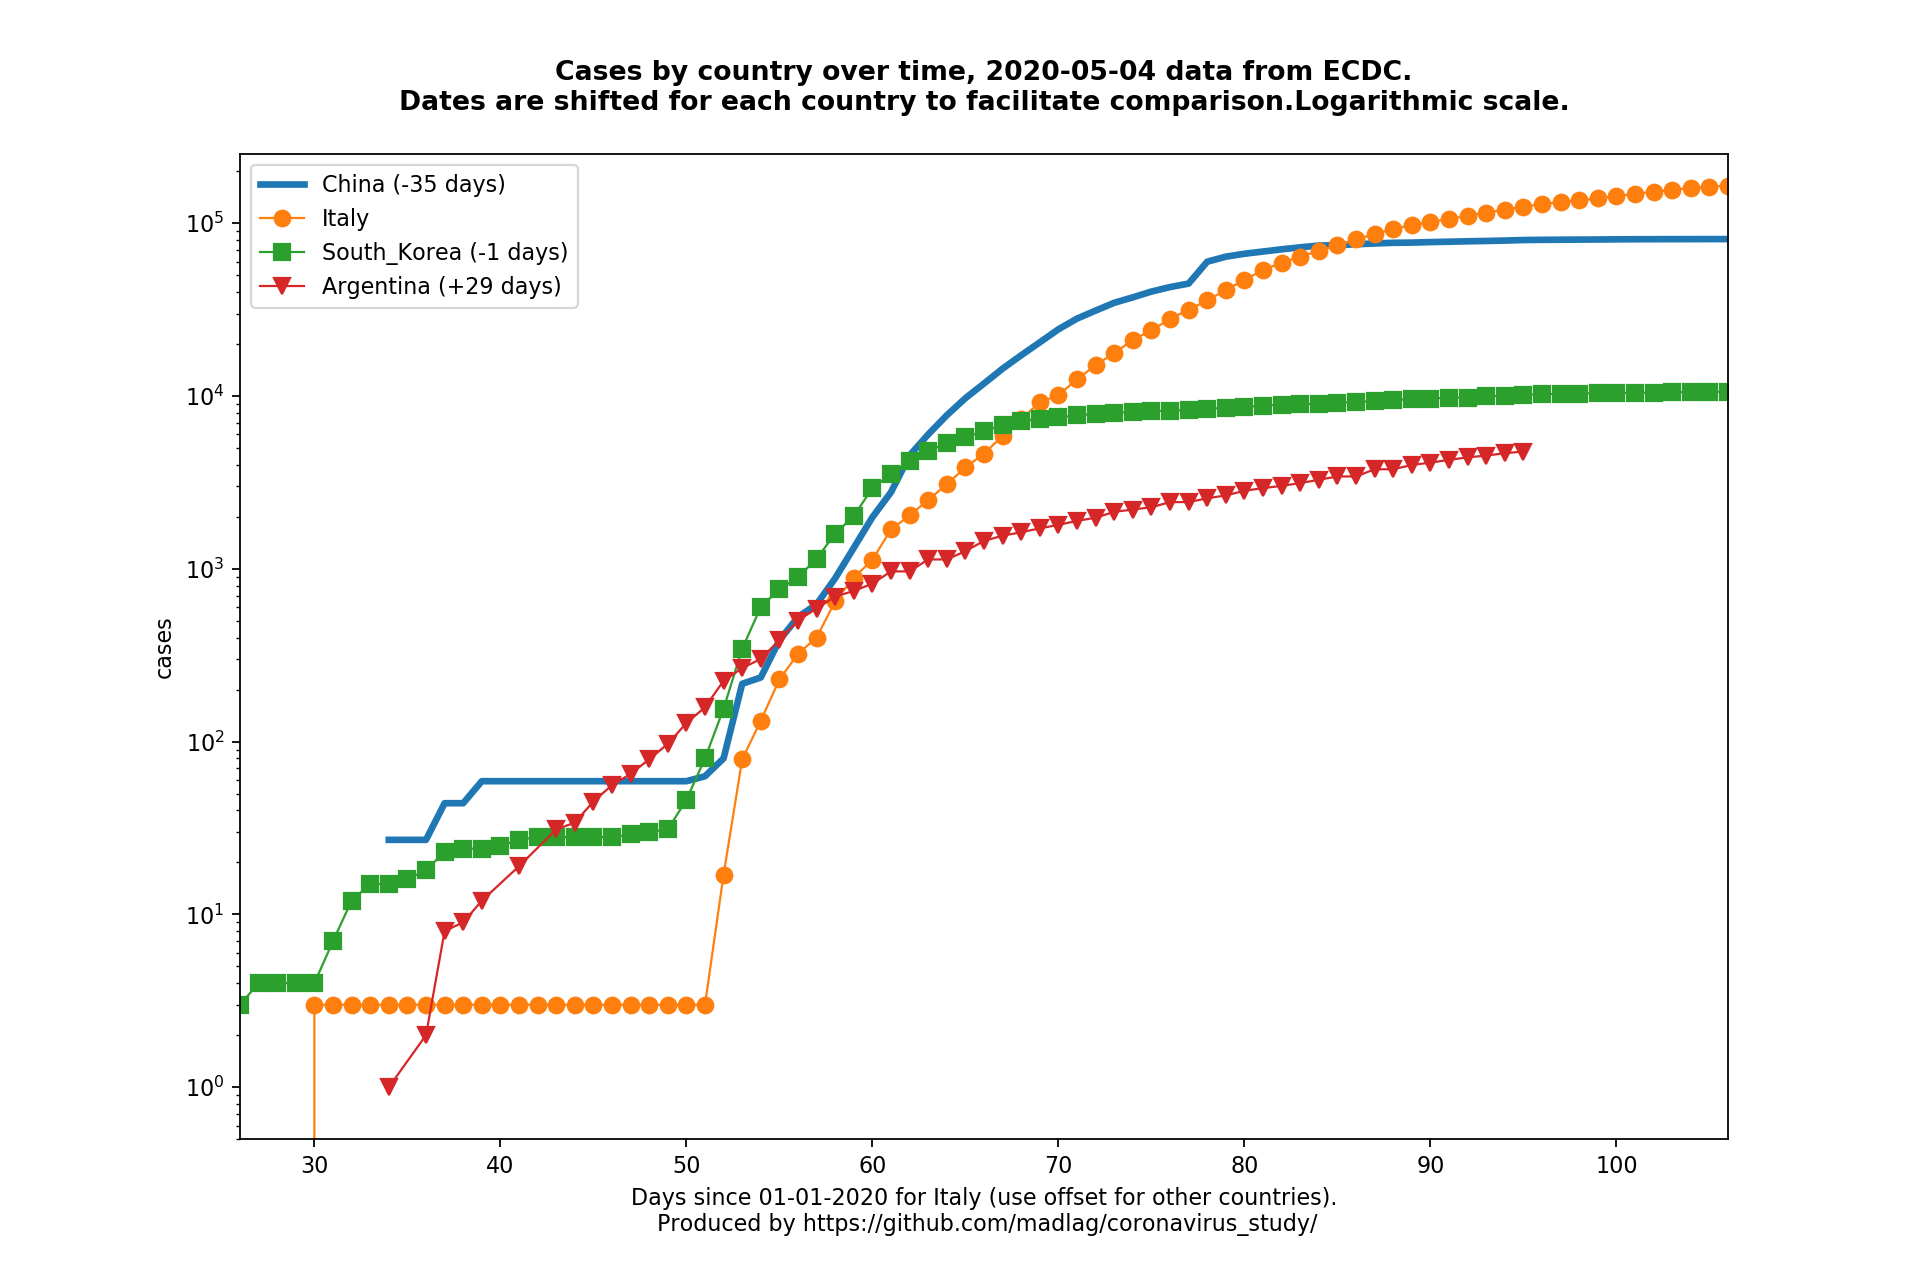 Cases by country over time, 2020-05-04 data from ECDC.
Dates are shifted for each country to facilitate comparison.Logarithmic scale.
China (-35 days)
Italy
South_Korea (-1 days)
Argentina (+29 days)
10⁵
10⁴
10³
10²
10¹
10⁰
cases
30 40 50 60 70 80 90 100
Days since 01-01-2020 for Italy (use offset for other countries).
Produced by https://github.com/madlag/coronavirus_study/